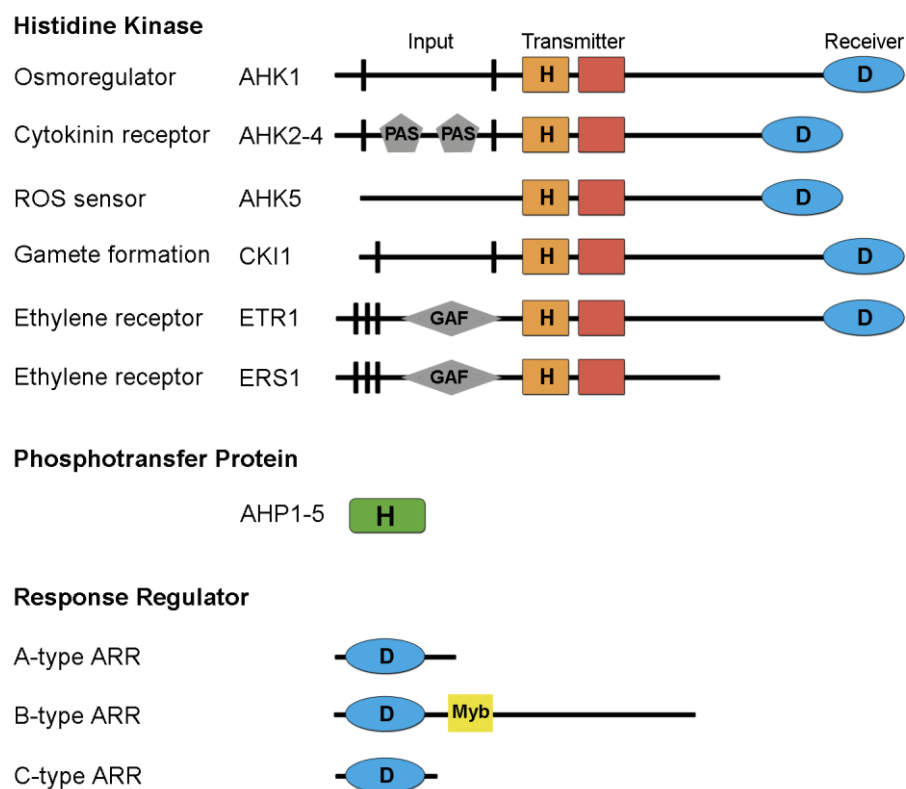 Histidine Kinase
Input Transmitter Receiver
Osmoregulator AHK1 H D
Cytokinin receptor AHK2-4 PAS PAS H D
ROS sensor AHK5 H D
Gamete formation CKI1 H D
Ethylene receptor ETR1 GAF H D
Ethylene receptor ERS1 GAF H
Phosphotransfer Protein
AHP1-5 H
Response Regulator
A-type ARR D
B-type ARR D Myb
C-type ARR D